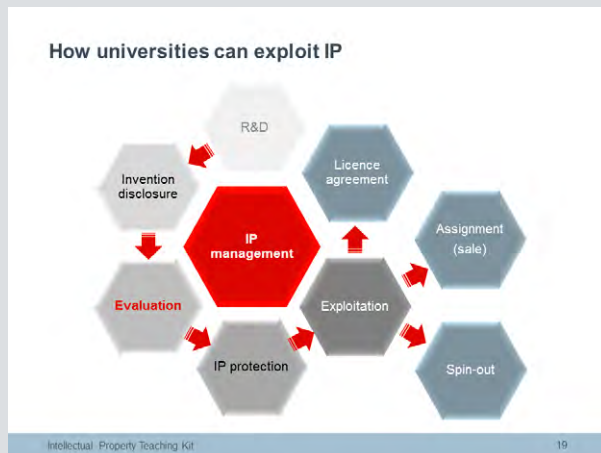 How universities can exploit IP
R&D
Invention
disclosure
Licence
agreement
IP
management
Assignment
(sale)
Evaluation
Exploitation
IP protection
Spin-out
Intellectual Property Teaching Kit
19